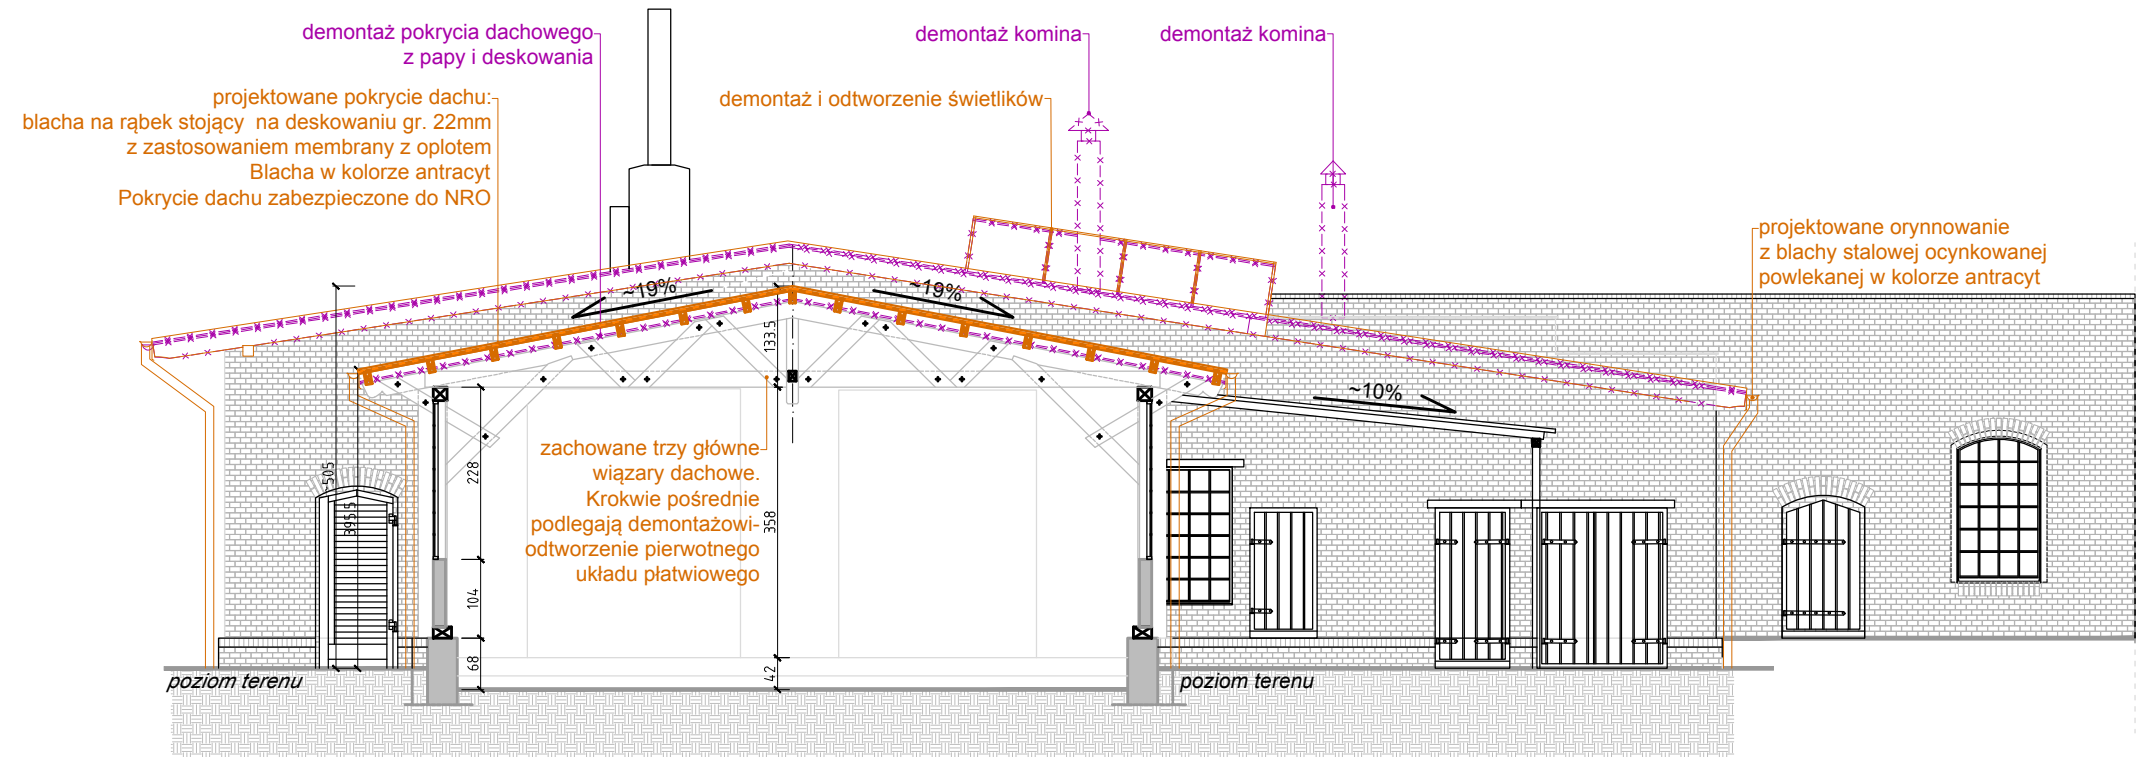 demontaż pokrycia dachowego
z papy i deskowania
demontaż komina
demontaż komina
projektowane pokrycie dachu:
blacha na rąbek stojący na deskowaniu gr. 22mm
z zastosowaniem membrany z oplotem
Blacha w kolorze antracyt
Pokrycie dachu zabezpieczone do NRO
demontaż i odtworzenie świetlików
projektowane orynnowanie
z blachy stalowej ocynkowanej
powlekanej w kolorze antracyt
~19%
~19%
133.5
~10%
zachowane trzy główne
wiązary dachowe.
Krokwie pośrednie
podlegają demontażowi-
odtworzenie pierwotnego
układu płatwiowego
~505
395.5
228
104
68
358
42
poziom terenu
poziom terenu